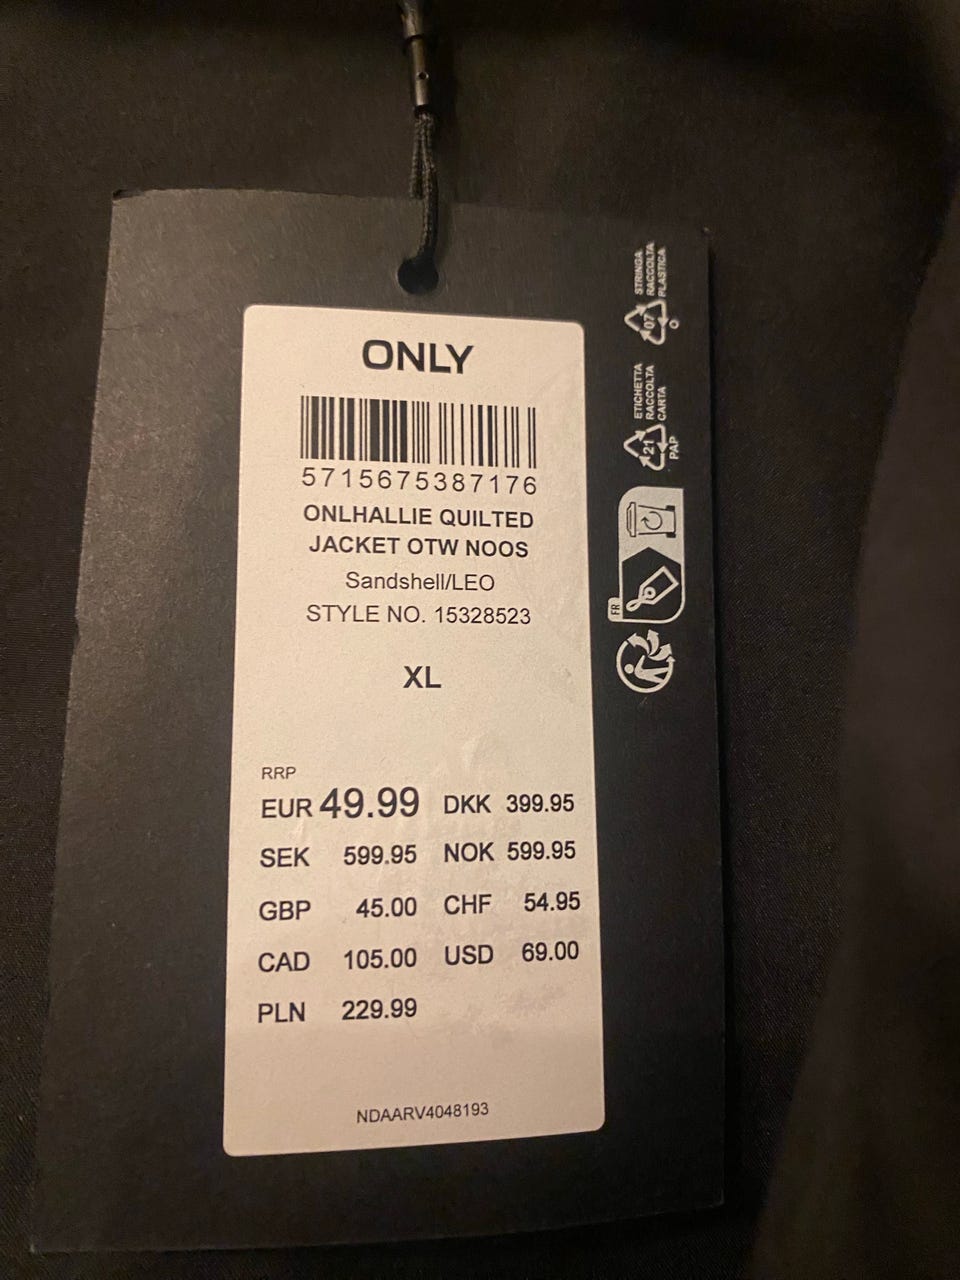 ONLY
5715675387176
ONLHALLIE QUILTED
JACKET OTW NOOS
Sandshell/LEO
STYLE NO. 15328523
XL
RRP
EUR 49.99 DKK 399.95
SEK 599.95 NOK 599.95
GBP 45.00 CHF 54.95
CAD 105.00 USD 69.00
PLN 229.99
NDAARV4048193
STRINGA
RACCOLTA
PLASTICA
07
O
ETICHETTA
RACCOLTA
CARTA
21
PAP
FR